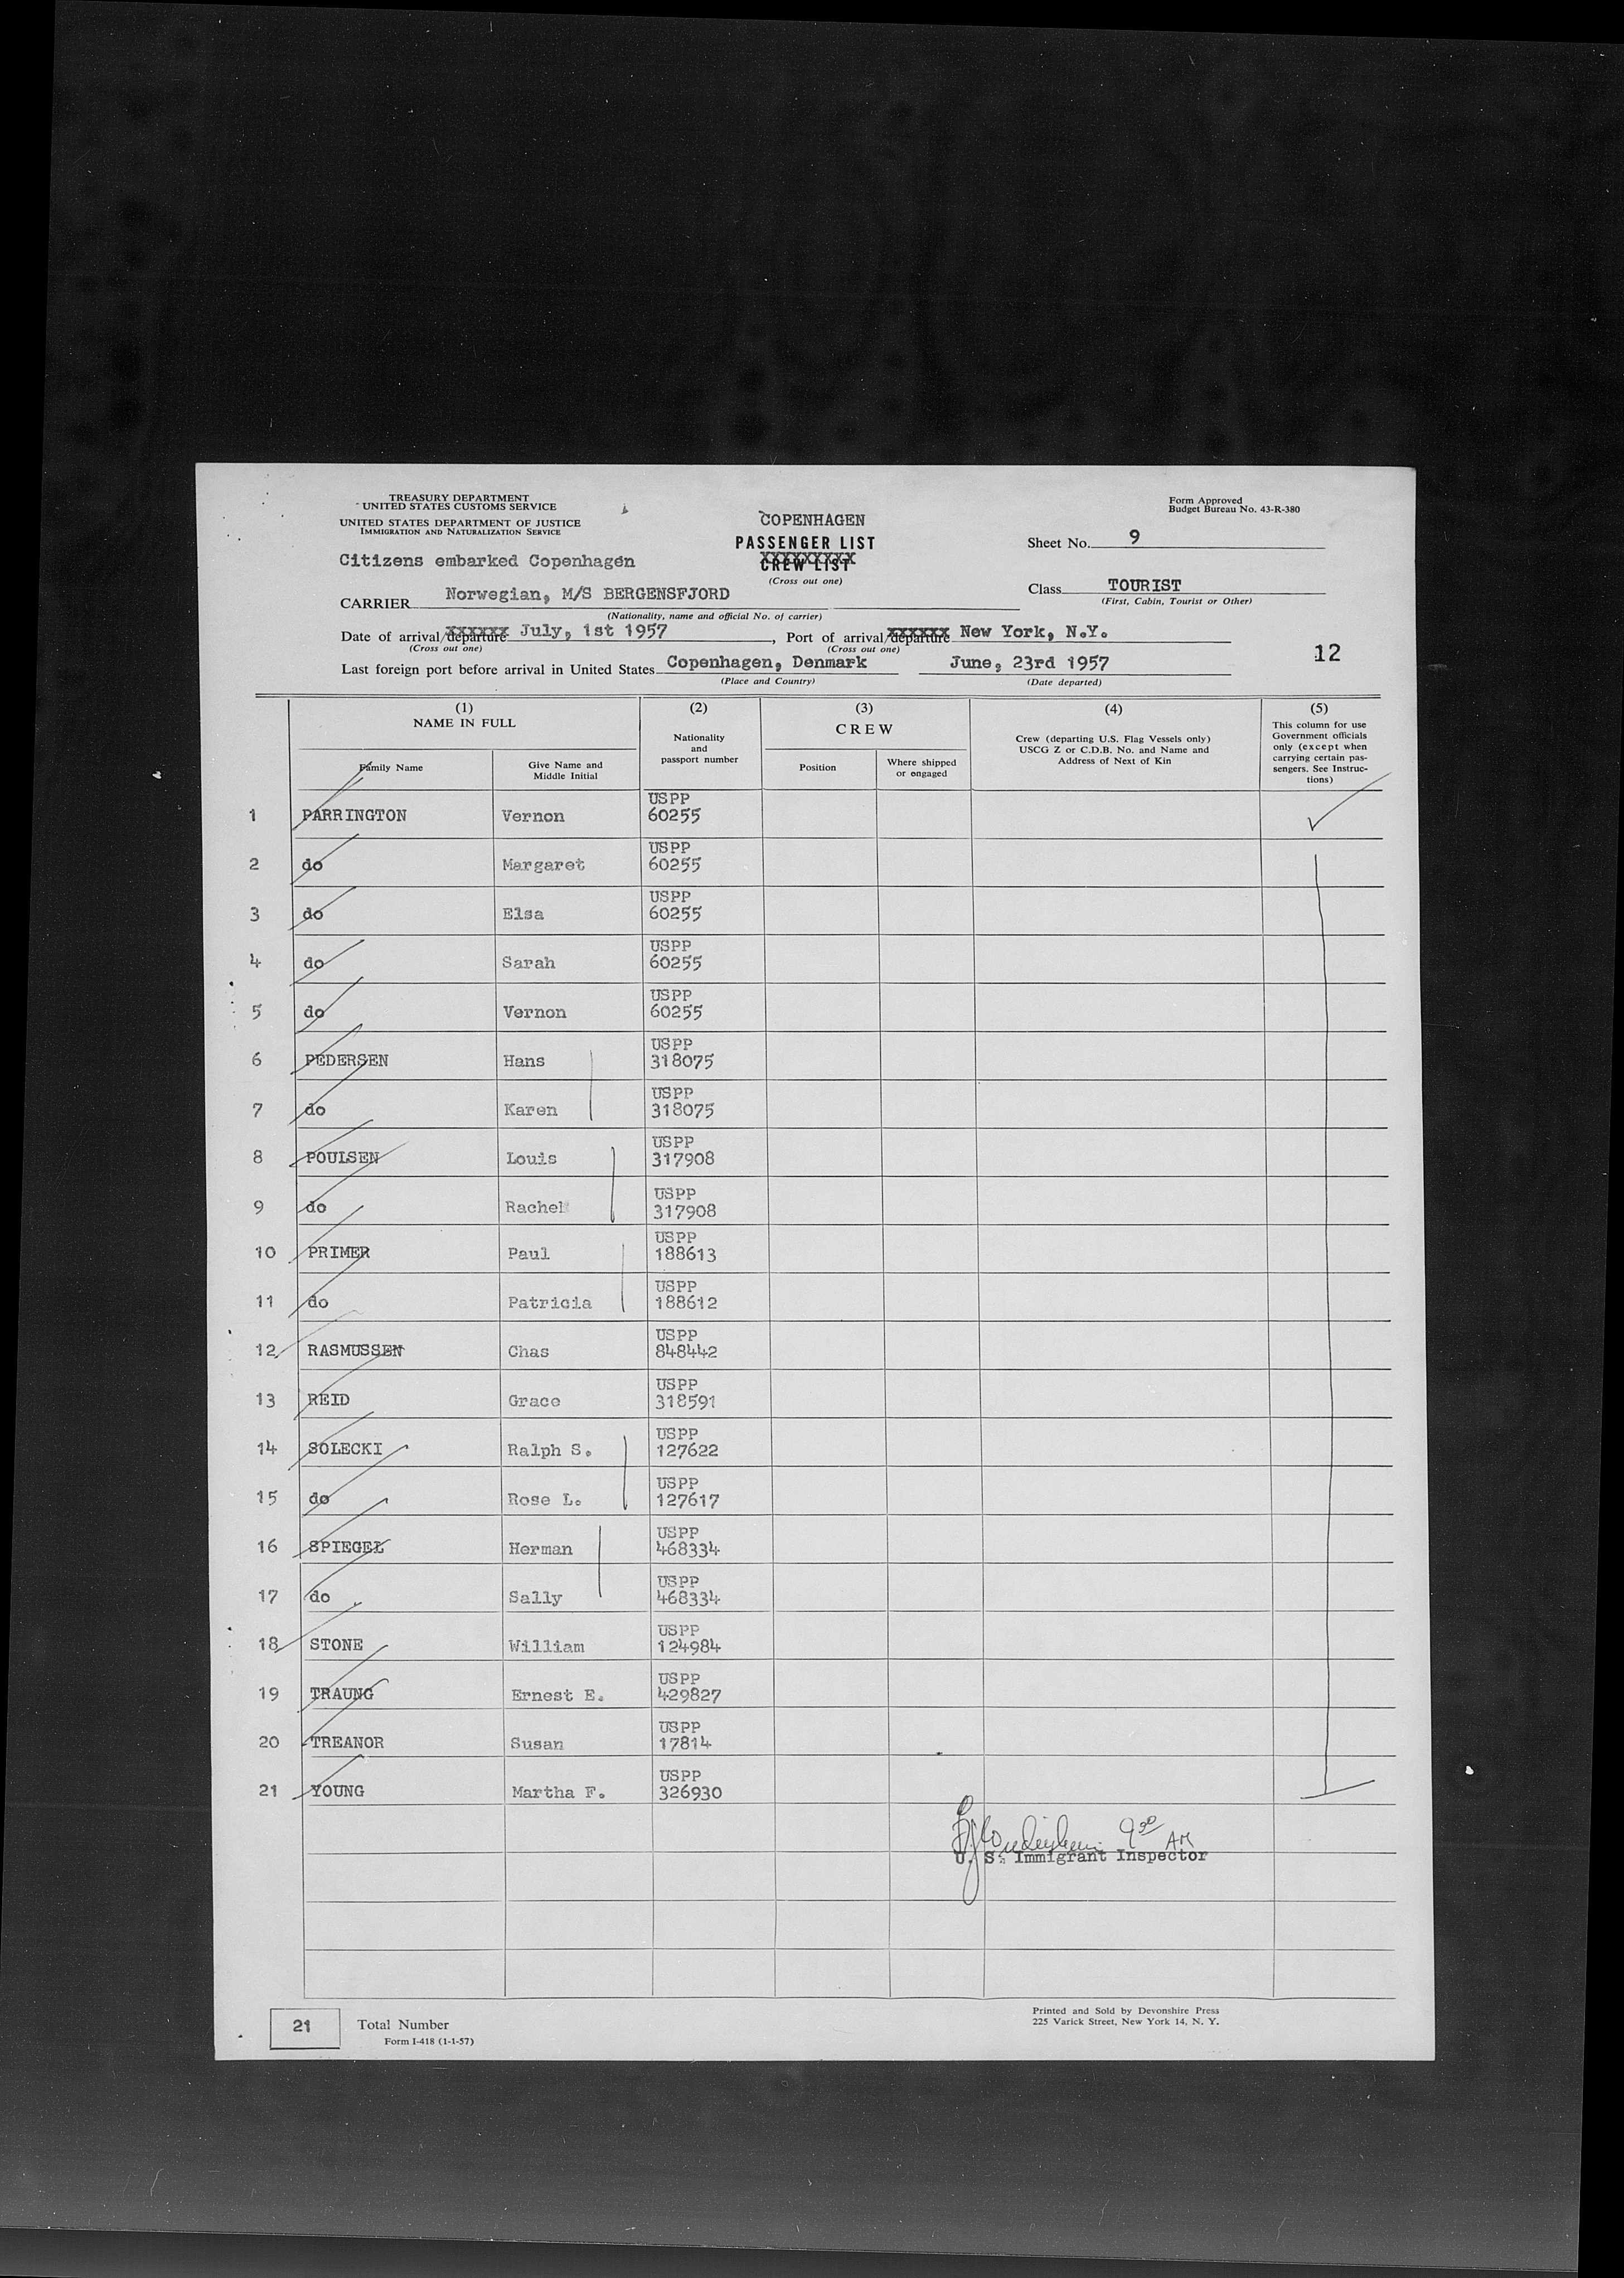 TREASURY DEPARTMENT
UNITED STATES CUSTOMS SERVICE
UNITED STATES DEPARTMENT OF JUSTICE
IMMIGRATION AND NATURALIZATION SERVICE
Form Approved
Budget Bureau No. 43-R-380
COPENHAGEN
PASSENGER LIST
CREW LIST
(Cross out one)
Sheet No. 9
Citizens embarked Copenhagen
CARRIER Norwegian, M/S BERGENSFJORD
(Nationality, name and official No. of carrier)
Class TOURIST
(First, Cabin, Tourist or Other)
Date of arrival/departure July, 1st 1957, Port of arrival/departure New York, N.Y.
(Cross out one) (Cross out one)
12
Last foreign port before arrival in United States Copenhagen, Denmark June, 23rd 1957
(Place and Country) (Date departed)
(1) (2) (3) (4) (5)
NAME IN FULL
Family Name
Give Name and Middle Initial
Nationality and passport number
CREW
Position
Where shipped or engaged
Crew (departing U.S. Flag Vessels only)
USCG Z or C.D.B. No. and Name and
Address of Next of Kin
This column for use
Government officials
only (except when
carrying certain pas-
sengers. See Instruc-
tions)
1 PARRINGTON Vernon USPP 60255
2 do Margaret USPP 60255
3 do Elsa USPP 60255
4 do Sarah USPP 60255
5 do Vernon USPP 60255
6 PEDERSEN Hans USPP 318075
7 do Karen USPP 318075
8 POULSEN Louis USPP 317908
9 do Rachel USPP 317908
10 PRIMER Paul USPP 188613
11 do Patricia USPP 188612
12 RASMUSSEN Chas USPP 848442
13 REID Grace USPP 318591
14 SOLECKI Ralph S. USPP 127622
15 do Rose L. USPP 127617
16 SPIEGEL Herman USPP 468334
17 do Sally USPP 468334
18 STONE William USPP 124984
19 TRAUNG Ernest E. USPP 429827
20 TREANOR Susan USPP 17814
21 YOUNG Martha F. USPP 326930
9 30 AM
U. S. Immigrant Inspector
21 Total Number
Form I-418 (1-1-57)
Printed and Sold by Devonshire Press
225 Varick Street, New York 14, N. Y.